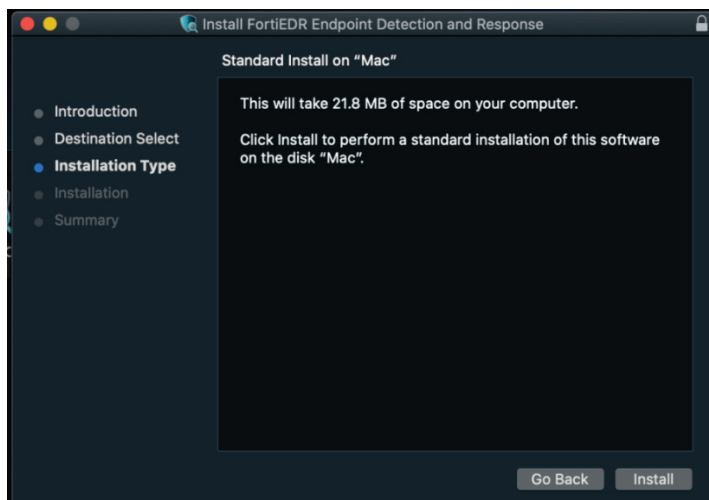 Install FortiEDR Endpoint Detection and Response
Standard Install on “Mac”
Introduction
Destination Select
Installation Type
Installation
Summary
This will take 21.8 MB of space on your computer.
Click Install to perform a standard installation of this software
on the disk “Mac”.
Go Back
Install